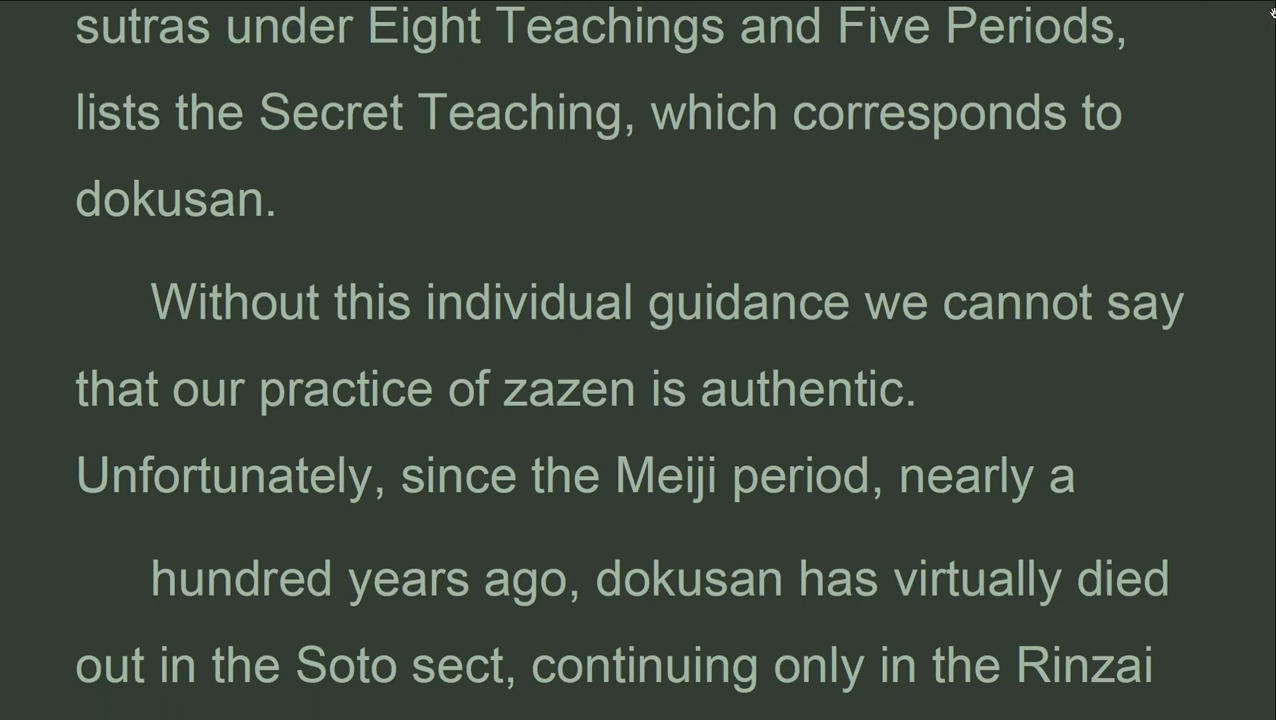 sutras under Eight Teachings and Five Periods,
lists the Secret Teaching, which corresponds to
dokusan.
Without this individual guidance we cannot say
that our practice of zazen is authentic.
Unfortunately, since the Meiji period, nearly a
hundred years ago, dokusan has virtually died
out in the Soto sect, continuing only in the Rinzai